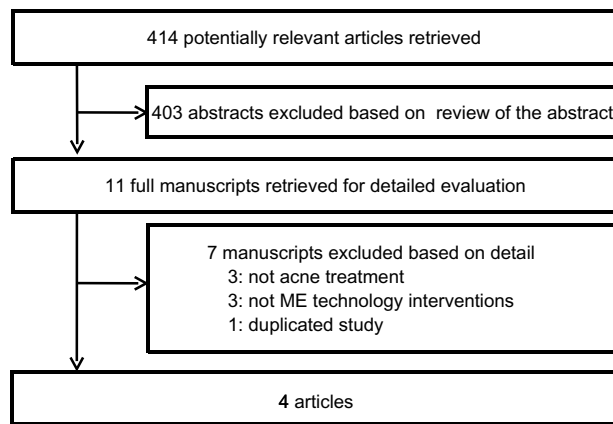 414 potentially relevant articles retrieved
403 abstracts excluded based on review of the abstract
11 full manuscripts retrieved for detailed evaluation
7 manuscripts excluded based on detail
3: not acne treatment
3: not ME technology interventions
1: duplicated study
4 articles